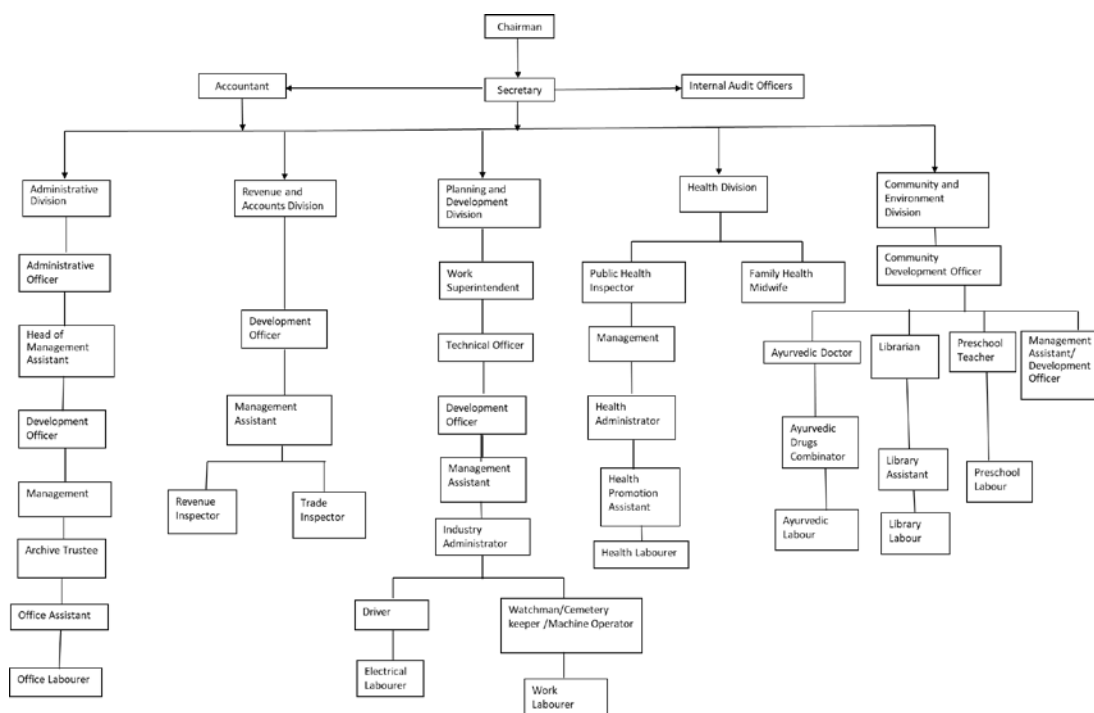 Chairman
Accountant
Secretary
Internal Audit Officers
Administrative
Division
Revenue and
Accounts Division
Planning and
Development
Division
Health Division
Community and
Environment
Division
Administrative
Officer
Work
Superintendent
Public Health
Inspector
Family Health
Midwife
Community
Development Officer
Head of
Management
Assistant
Development
Officer
Technical Officer
Management
Ayurvedic Doctor
Librarian
Preschool
Teacher
Management
Assistant/
Development
Officer
Development
Officer
Management
Assistant
Development
Officer
Health
Administrator
Ayurvedic
Drugs
Combinator
Management
Revenue
Inspector
Trade
Inspector
Management
Assistant
Health
Promotion
Assistant
Library
Assistant
Preschool
Labour
Archive Trustee
Industry
Administrator
Health Labourer
Ayurvedic
Labour
Library
Labour
Office Assistant
Driver
Watchman/Cemetery
keeper /Machine Operator
Office Labourer
Electrical
Labourer
Work
Labourer